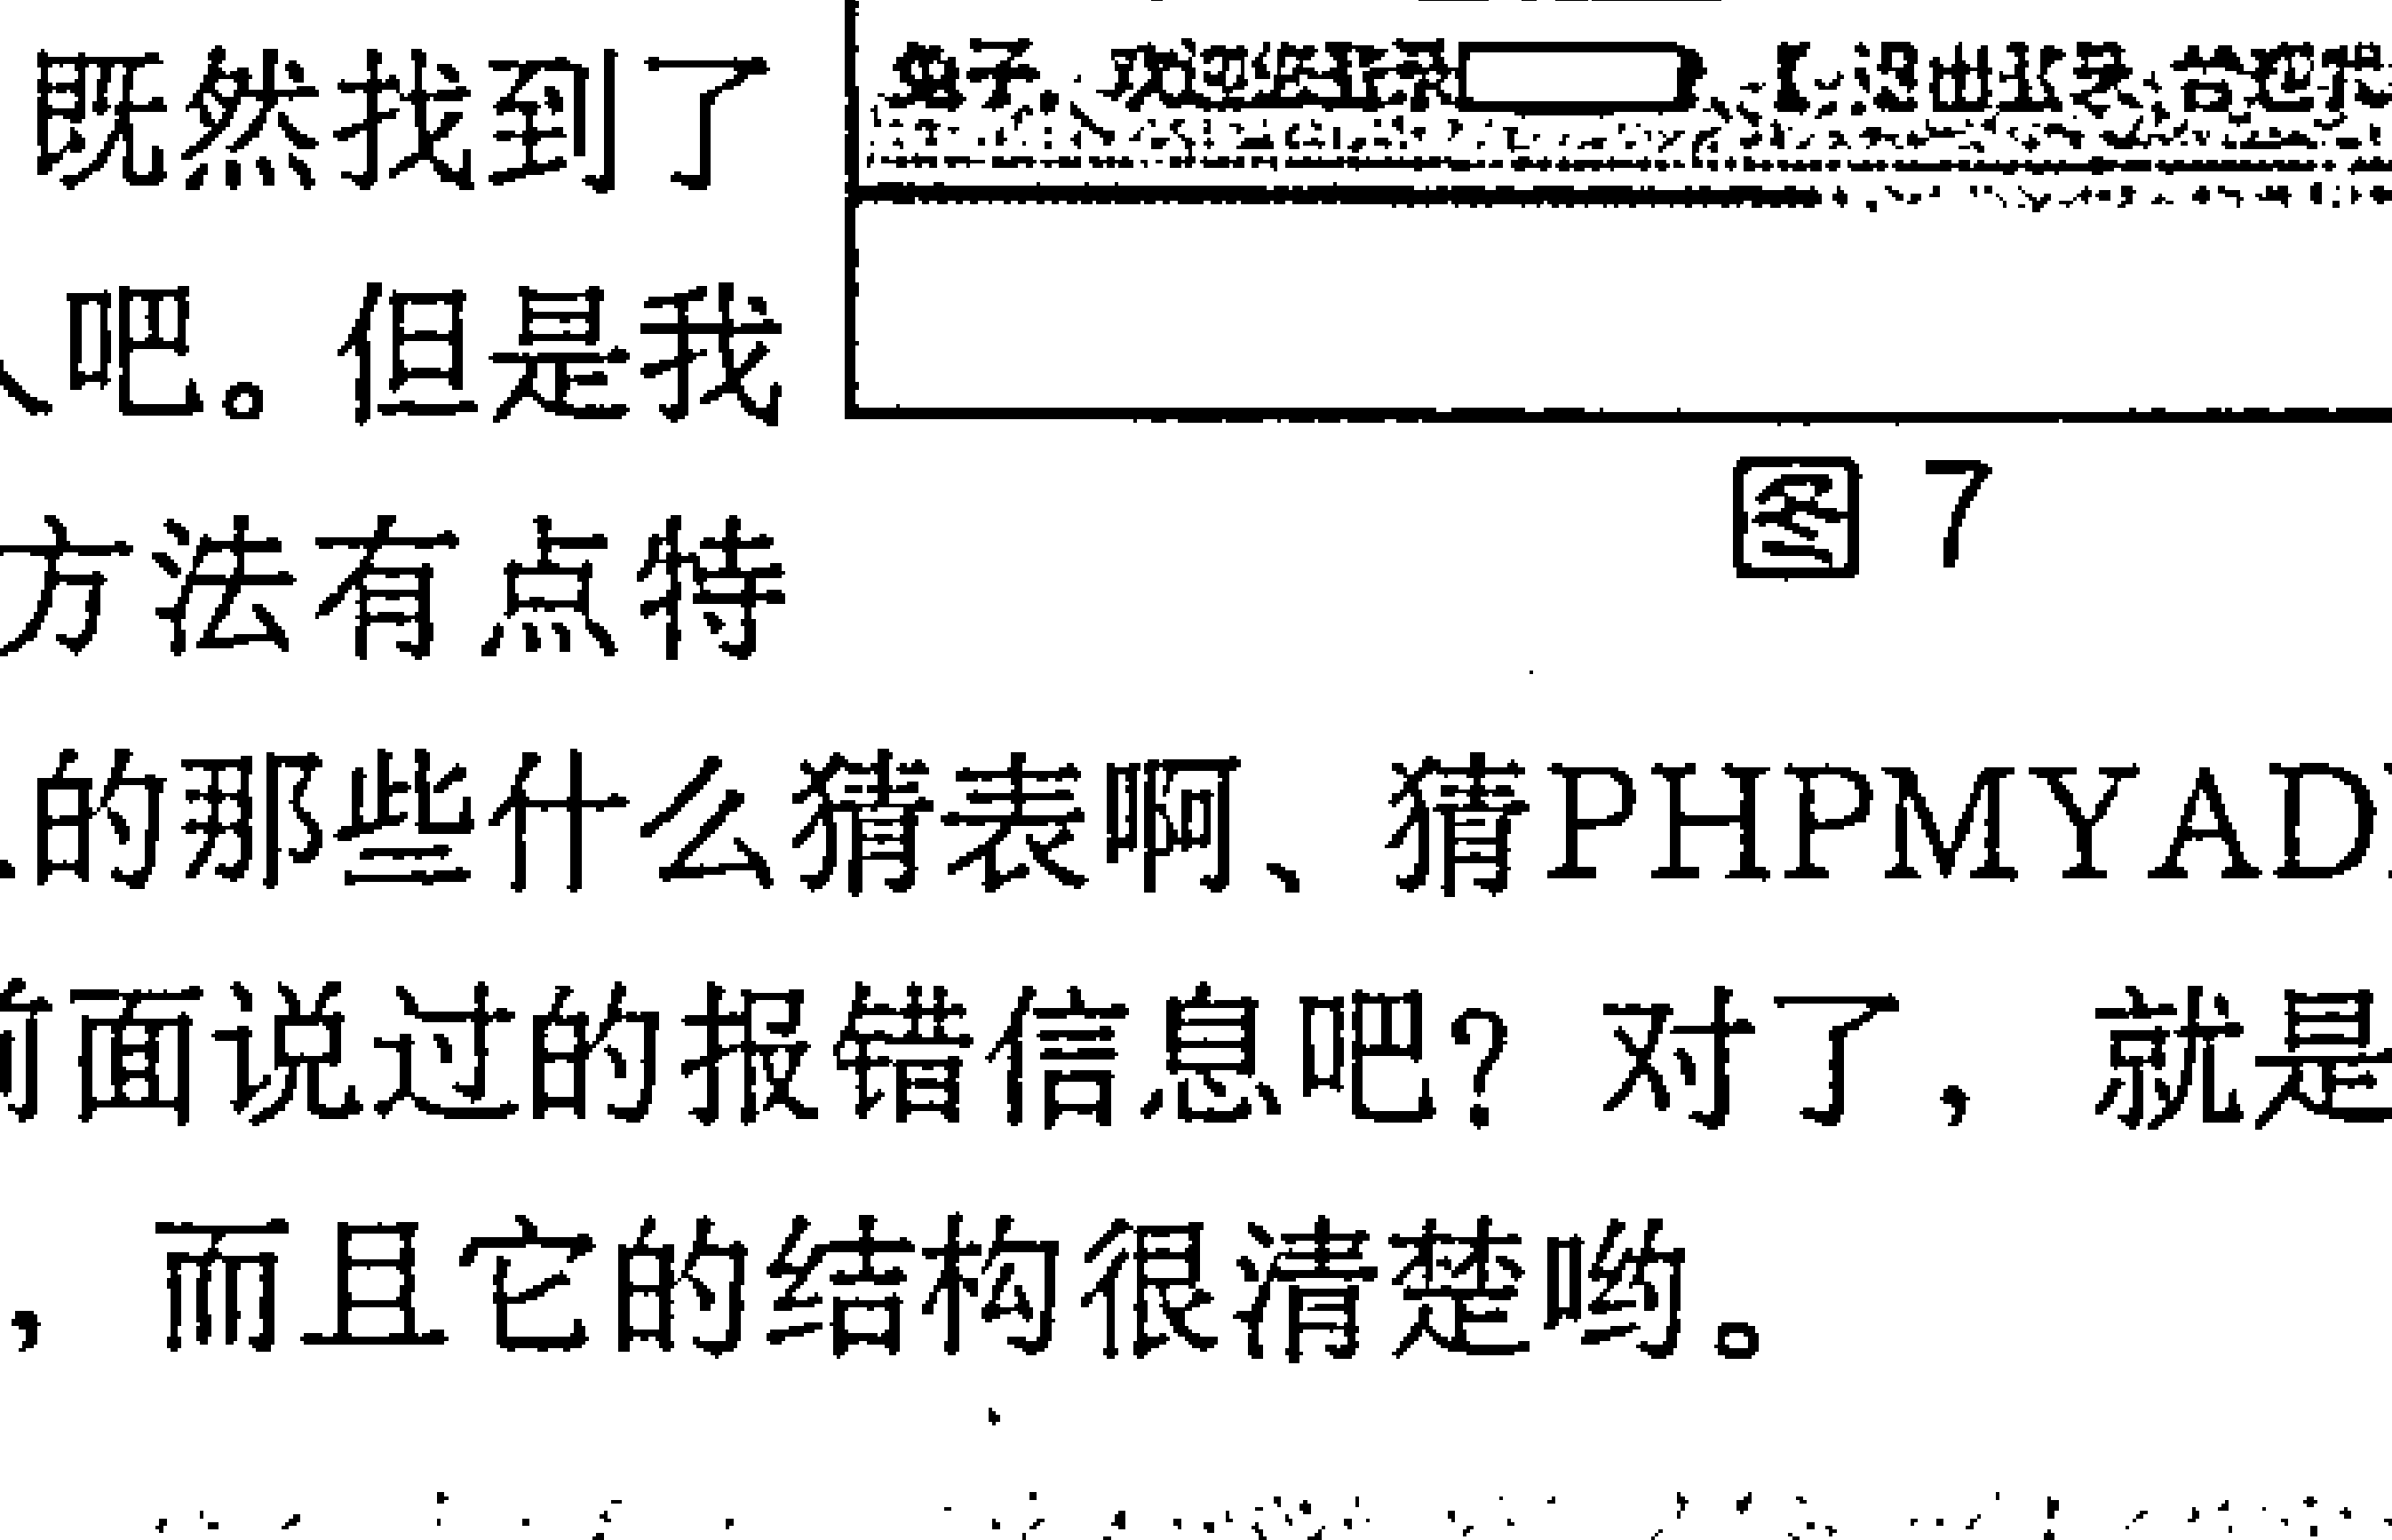 既然找到了
吧。但是我
图 7
方法有点特
的那些什么猜表啊、猜PHPMYAD
前面说过的报错信息吧？对了，就是
，而且它的结构很清楚哟。